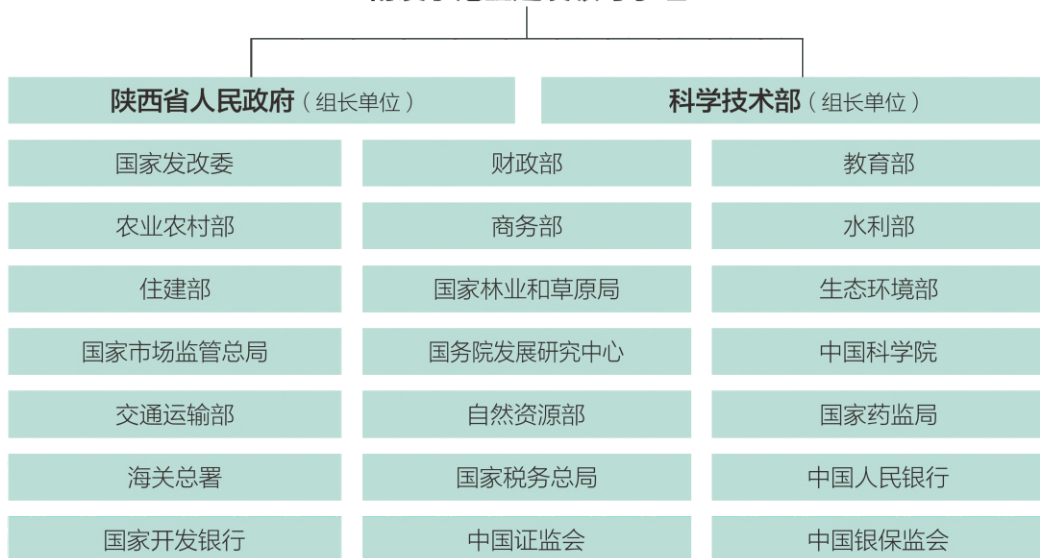 陕西省人民政府（组长单位） 科学技术部（组长单位）
国家发改委 财政部 教育部
农业农村部 商务部 水利部
住建部 国家林业和草原局 生态环境部
国家市场监管总局 国务院发展研究中心 中国科学院
交通运输部 自然资源部 国家药监局
海关总署 国家税务总局 中国人民银行
国家开发银行 中国证监会 中国银保监会